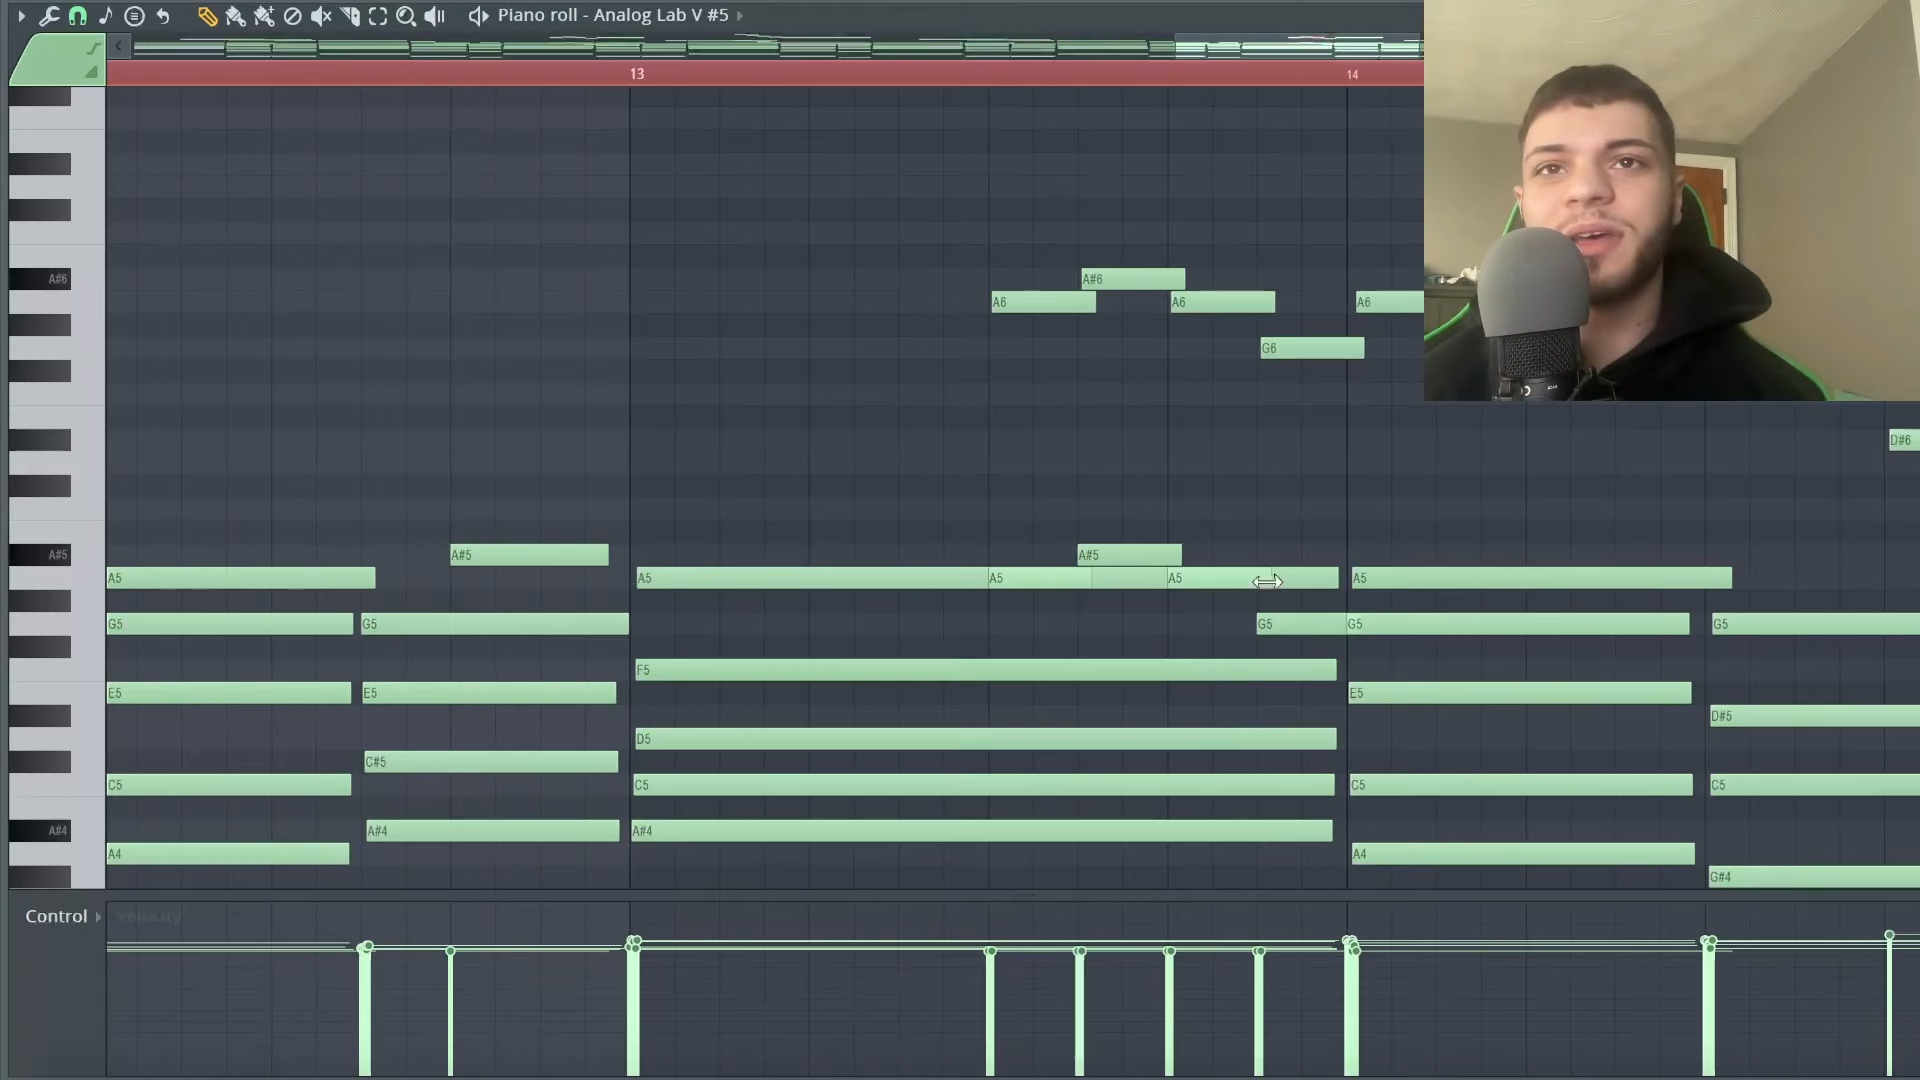 Piano roll - Analog Lab V #5
13 14
A#6 A#6
A6 A6 A6
G6
D#6
A#5 A#5 A#5
A5 A5 A5 A5 A5
G5 G5 G5 G5 G5
F5
E5 E5 E5
D#5
D5
C#5
C5 C5 C5 C5
A#4 A#4 A#4
A4 A4
G#4
Control Velocity